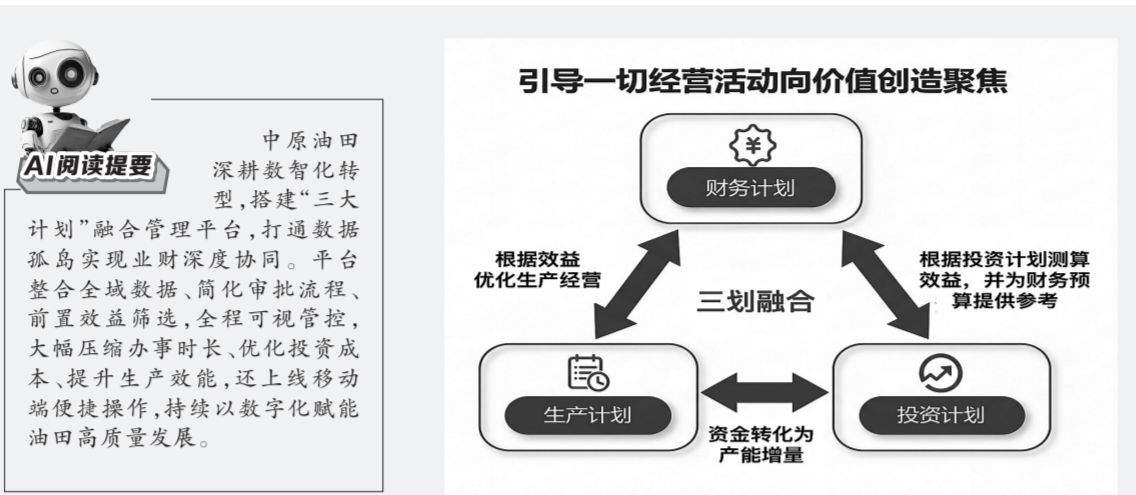 AI阅读提要
中原油田
深耕数智化转
型,搭建“三大
计划”融合管理平台,打通数据
孤岛实现业财深度协同。平台
整合全域数据、简化审批流程、
前置效益筛选,全程可视管控,
大幅压缩办事时长、优化投资成
本、提升生产效能,还上线移动
端便捷操作,持续以数字化赋能
油田高质量发展。
引导一切经营活动向价值创造聚焦
¥
财务计划
根据效益
优化生产经营
三划融合
根据投资计划测算
效益，并为财务预
算提供参考
生产计划
资金转化为
产能增量
投资计划